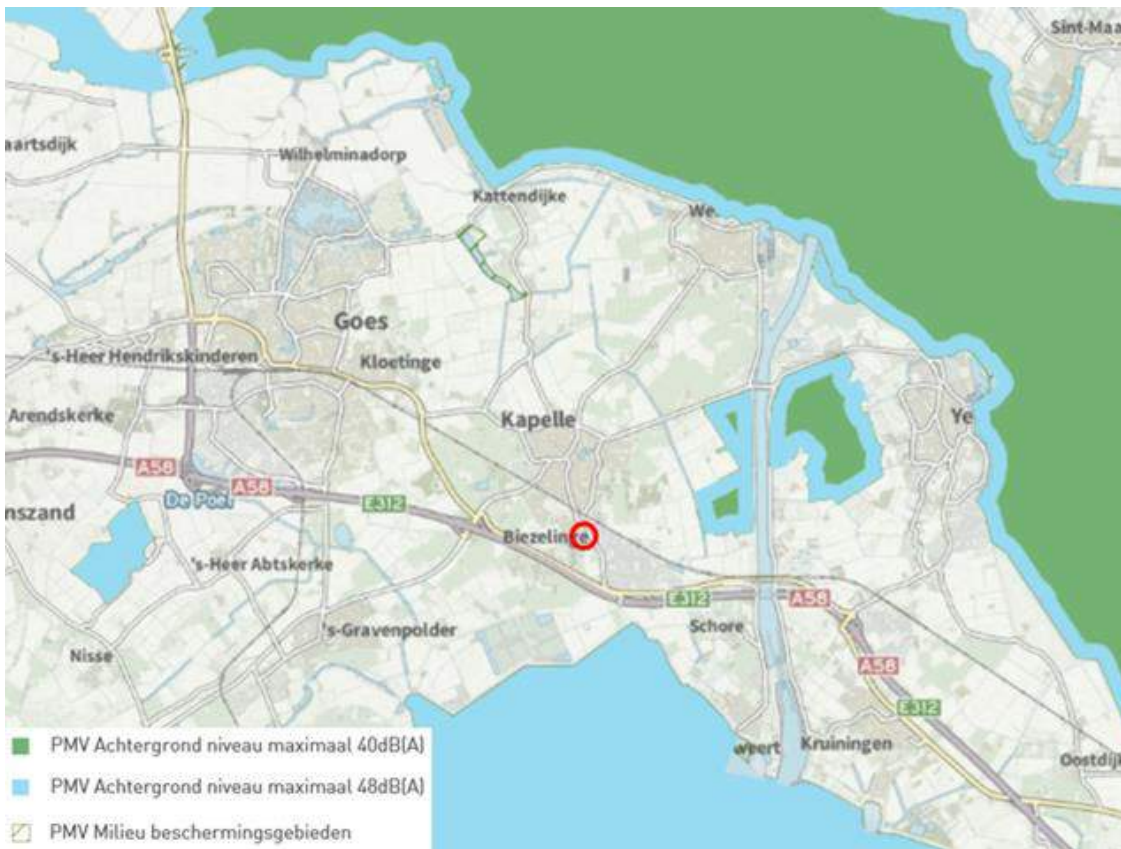 Sint-Maa
aartsdijk
Wilhelminadorp
Kattendijke
We.
Goes
's-Heer Hendrikskinderen
Kloetinge
Arendskerke
Kapelle
Ye
A58
A58
De Poel
E312
nszand
Biezelinge
's-Heer Abtskerke
E312
A58
's-Gravenpolder
Schore
Nisse
A58
E312
weert
Kruiningen
Oostdijk
PMV Achtergrond niveau maximaal 40dB(A)
PMV Achtergrond niveau maximaal 48dB(A)
PMV Milieu beschermingsgebieden